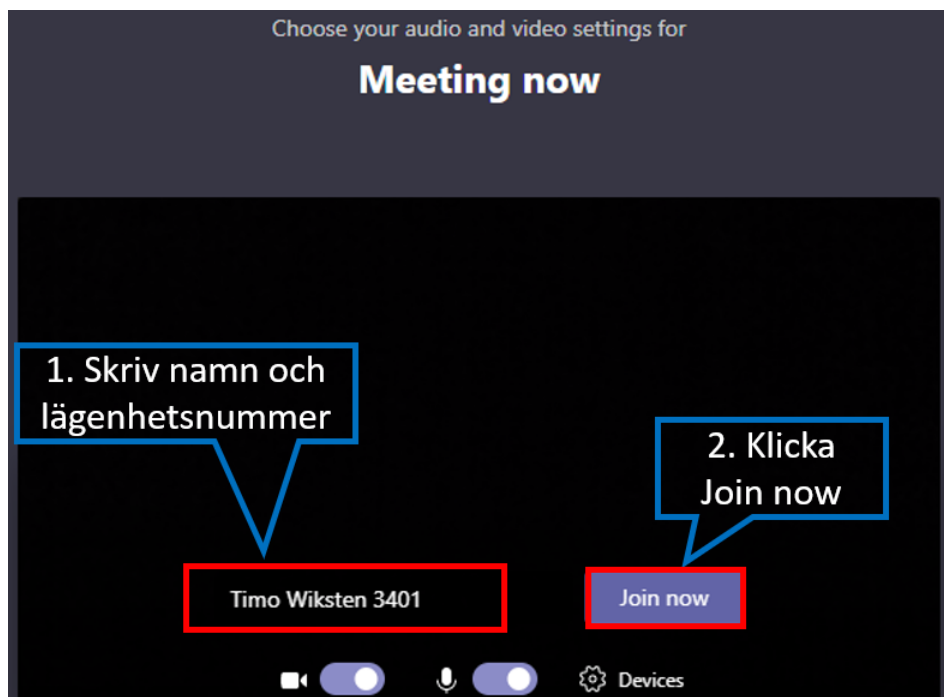 Choose your audio and video settings for
Meeting now
1. Skriv namn och
lägenhetsnummer
2. Klicka
Join now
Timo Wiksten 3401
Join now
Devices